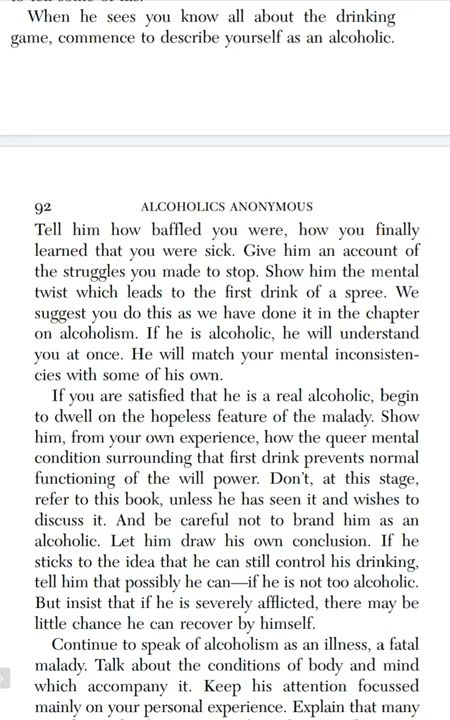 When he sees you know all about the drinking
game, commence to describe yourself as an alcoholic.
92 ALCOHOLICS ANONYMOUS
Tell him how baffled you were, how you finally
learned that you were sick. Give him an account of
the struggles you made to stop. Show him the mental
twist which leads to the first drink of a spree. We
suggest you do this as we have done it in the chapter
on alcoholism. If he is alcoholic, he will understand
you at once. He will match your mental inconsisten-
cies with some of his own.
If you are satisfied that he is a real alcoholic, begin
to dwell on the hopeless feature of the malady. Show
him, from your own experience, how the queer mental
condition surrounding that first drink prevents normal
functioning of the will power. Don't, at this stage,
refer to this book, unless he has seen it and wishes to
discuss it. And be careful not to brand him as an
alcoholic. Let him draw his own conclusion. If he
sticks to the idea that he can still control his drinking,
tell him that possibly he can—if he is not too alcoholic.
But insist that if he is severely afflicted, there may be
little chance he can recover by himself.
Continue to speak of alcoholism as an illness, a fatal
malady. Talk about the conditions of body and mind
which accompany it. Keep his attention focussed
mainly on your personal experience. Explain that many